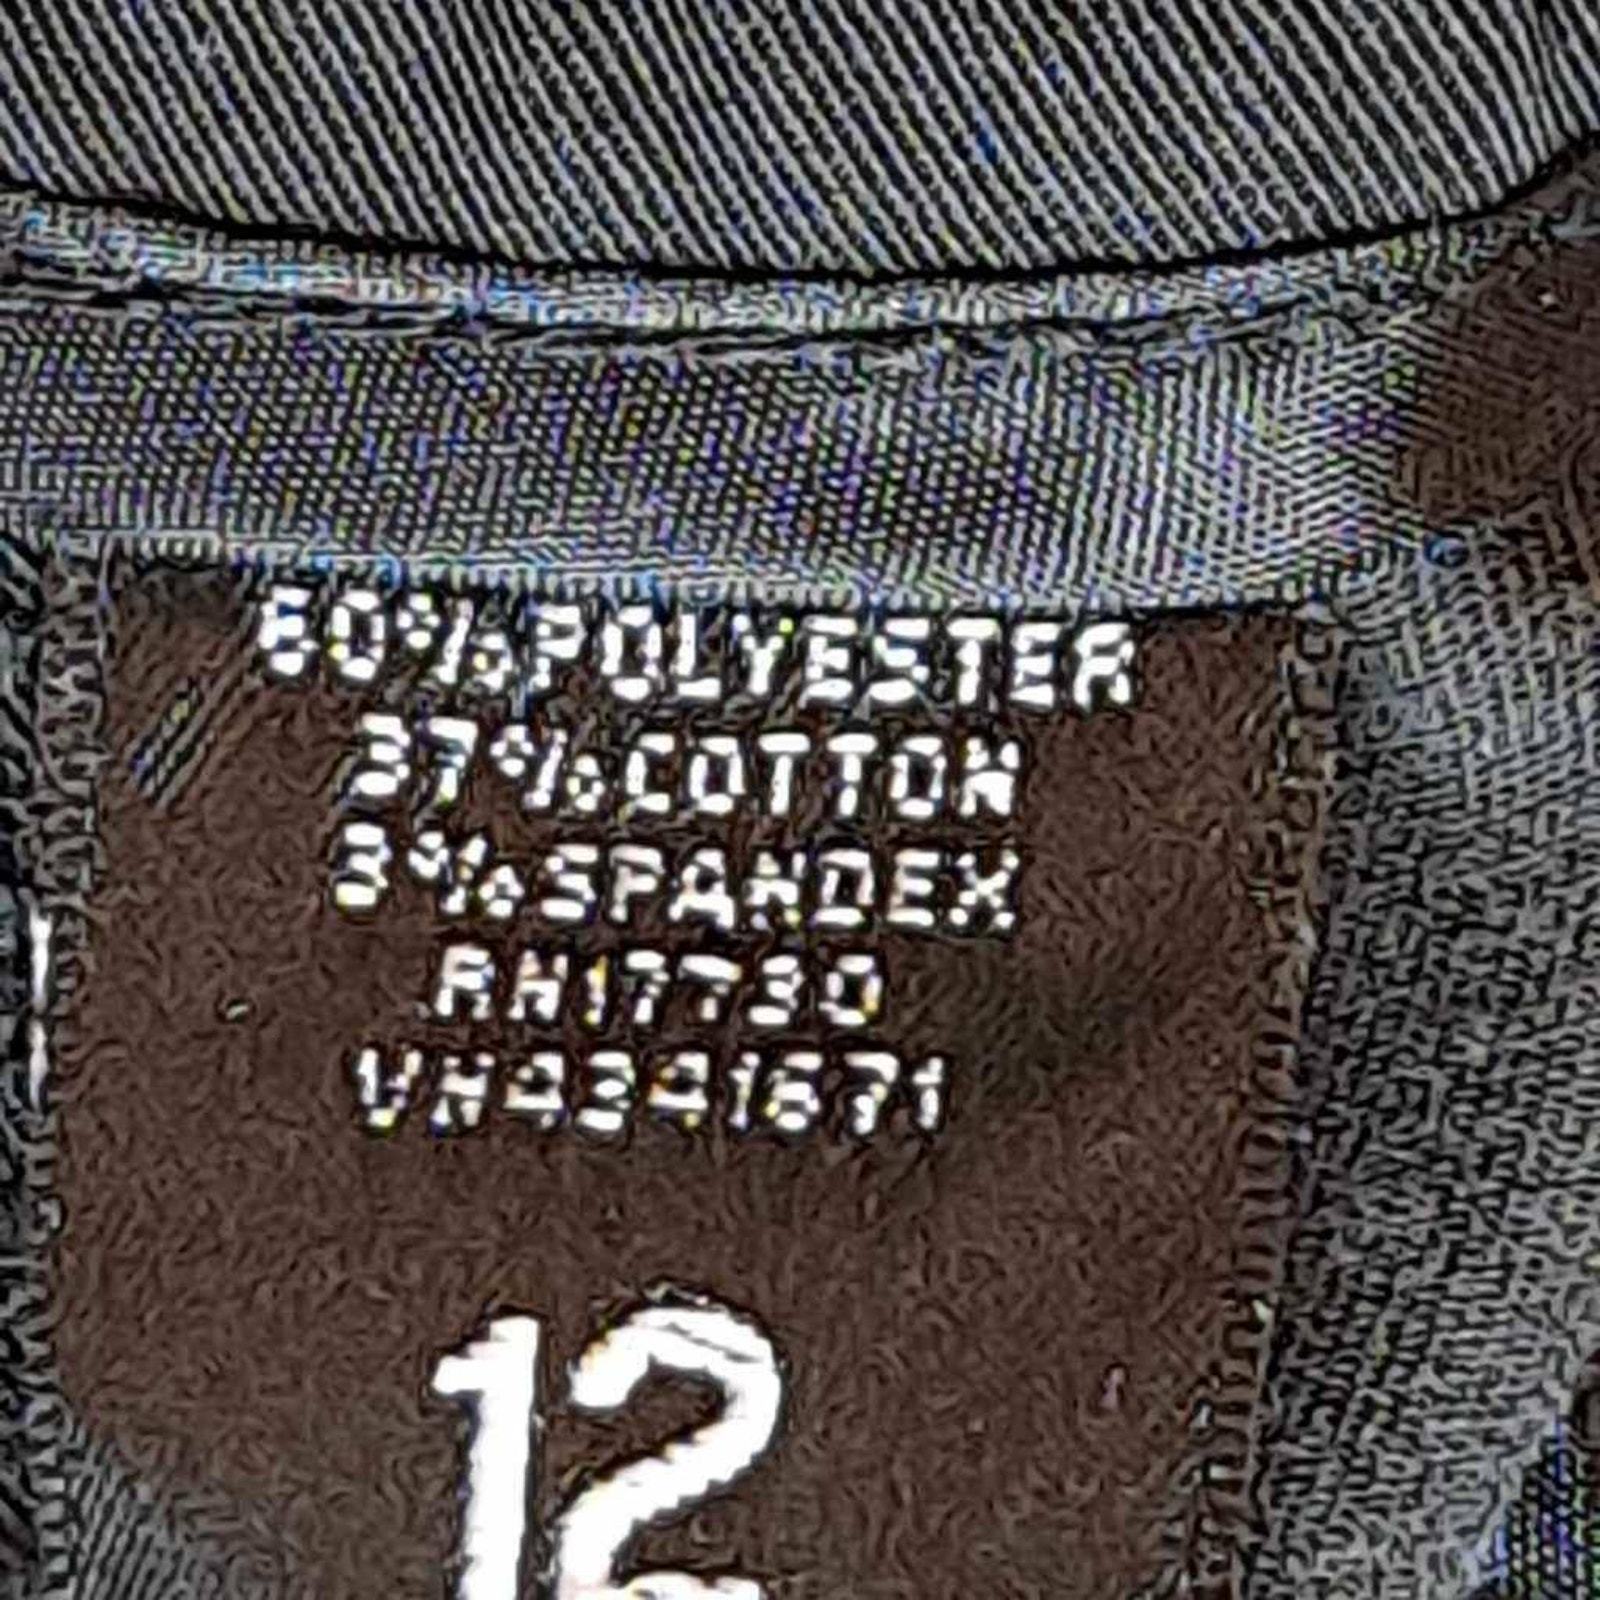 60%POLYESTER
37%COTTON
3%SPANDEX
RN17730
VN4341671
12